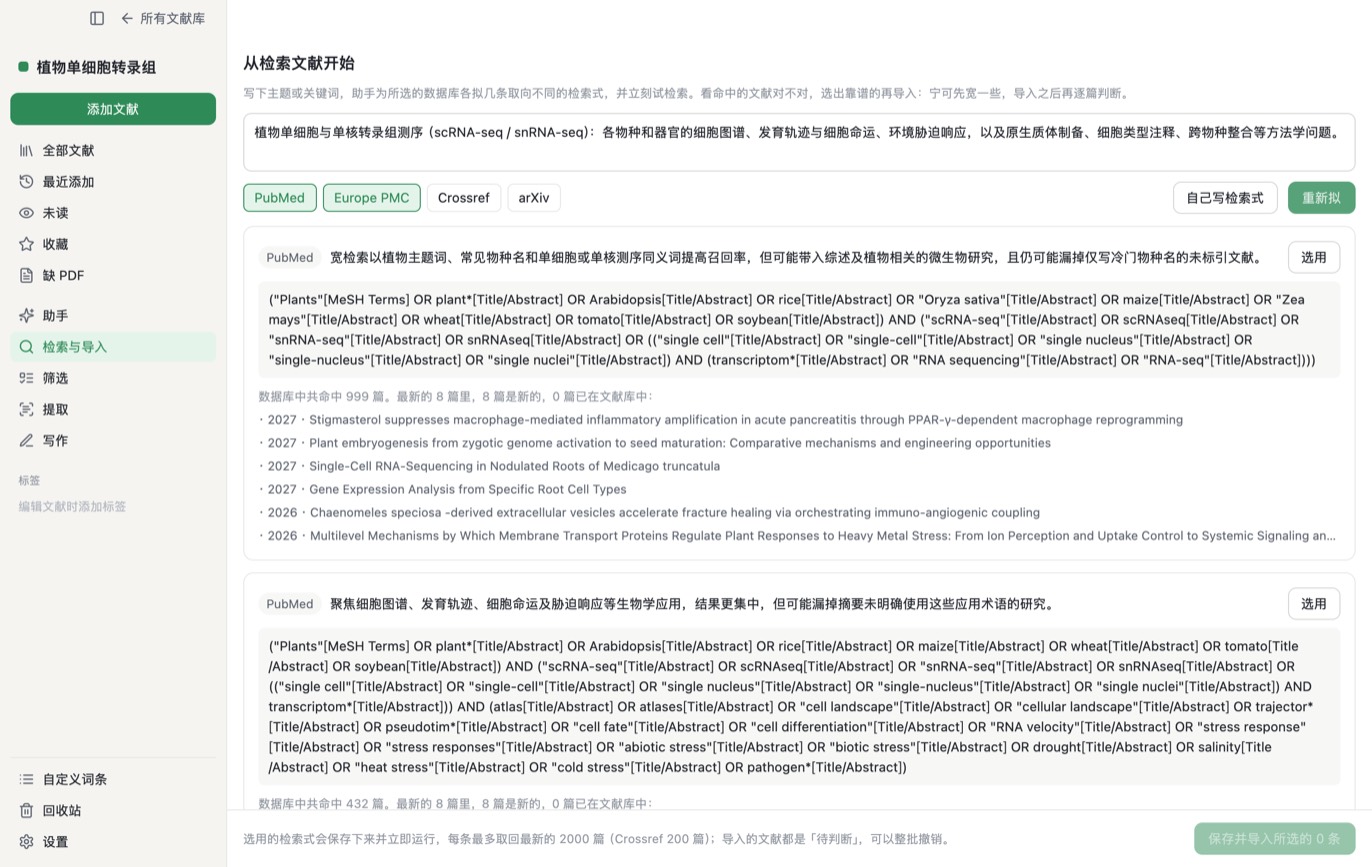 所有文献库
植物单细胞转录组
添加文献
全部文献
最近添加
未读
收藏
缺 PDF
助手
检索与导入
筛选
提取
写作
标签
编辑文献时添加标签
自定义词条
回收站
设置
从检索文献开始
写下主题或关键词，助手为所选的数据库各拟几条取向不同的检索式，并立刻试检索。看命中的文献对不对，选出靠谱的再导入：宁可先宽一些，导入之后再逐篇判断。
植物单细胞与单核转录组测序（scRNA-seq / snRNA-seq）：各物种和器官的细胞图谱、发育轨迹与细胞命运、环境胁迫响应，以及原生质体制备、细胞类型注释、跨物种整合等方法学问题。
PubMed Europe PMC Crossref arXiv 自己写检索式 重新拟
PubMed 宽检索以植物主题词、常见物种名和单细胞或单核测序同义词提高召回率，但可能带入综述及植物相关的微生物研究，且仍可能漏掉仅写冷门物种名的未标引文献。 选用
("Plants"[MeSH Terms] OR plant*[Title/Abstract] OR Arabidopsis[Title/Abstract] OR rice[Title/Abstract] OR "Oryza sativa"[Title/Abstract] OR maize[Title/Abstract] OR "Zea
mays"[Title/Abstract] OR wheat[Title/Abstract] OR tomato[Title/Abstract] OR soybean[Title/Abstract]) AND ("scRNA-seq"[Title/Abstract] OR scRNAseq[Title/Abstract] OR
"snRNA-seq"[Title/Abstract] OR snRNAseq[Title/Abstract] OR (("single cell"[Title/Abstract] OR "single-cell"[Title/Abstract] OR "single nucleus"[Title/Abstract] OR
"single-nucleus"[Title/Abstract] OR "single nuclei"[Title/Abstract]) AND (transcriptom*[Title/Abstract] OR "RNA sequencing"[Title/Abstract] OR "RNA-seq"[Title/Abstract])))
数据库中共命中 999 篇。最新的 8 篇里，8 篇是新的，0 篇已在文献库中：
· 2027 · Stigmasterol suppresses macrophage-mediated inflammatory amplification in acute pancreatitis through PPAR-γ-dependent macrophage reprogramming
· 2027 · Plant embryogenesis from zygotic genome activation to seed maturation: Comparative mechanisms and engineering opportunities
· 2027 · Single-Cell RNA-Sequencing in Nodulated Roots of Medicago truncatula
· 2027 · Gene Expression Analysis from Specific Root Cell Types
· 2026 · Chaenomeles speciosa -derived extracellular vesicles accelerate fracture healing via orchestrating immuno-angiogenic coupling
· 2026 · Multilevel Mechanisms by Which Membrane Transport Proteins Regulate Plant Responses to Heavy Metal Stress: From Ion Perception and Uptake Control to Systemic Signaling an...
PubMed 聚焦细胞图谱、发育轨迹、细胞命运及胁迫响应等生物学应用，结果更集中，但可能漏掉摘要未明确使用这些应用术语的研究。 选用
("Plants"[MeSH Terms] OR plant*[Title/Abstract] OR Arabidopsis[Title/Abstract] OR rice[Title/Abstract] OR maize[Title/Abstract] OR wheat[Title/Abstract] OR tomato[Title
/Abstract] OR soybean[Title/Abstract]) AND ("scRNA-seq"[Title/Abstract] OR scRNAseq[Title/Abstract] OR "snRNA-seq"[Title/Abstract] OR snRNAseq[Title/Abstract] OR
(("single cell"[Title/Abstract] OR "single-cell"[Title/Abstract] OR "single nucleus"[Title/Abstract] OR "single-nucleus"[Title/Abstract] OR "single nuclei"[Title/Abstract]) AND
transcriptom*[Title/Abstract])) AND (atlas[Title/Abstract] OR atlases[Title/Abstract] OR "cell landscape"[Title/Abstract] OR "cellular landscape"[Title/Abstract] OR trajector*
[Title/Abstract] OR pseudotim*[Title/Abstract] OR "cell fate"[Title/Abstract] OR "cell differentiation"[Title/Abstract] OR "RNA velocity"[Title/Abstract] OR "stress response"
[Title/Abstract] OR "stress responses"[Title/Abstract] OR "abiotic stress"[Title/Abstract] OR "biotic stress"[Title/Abstract] OR drought[Title/Abstract] OR salinity[Title
/Abstract] OR "heat stress"[Title/Abstract] OR "cold stress"[Title/Abstract] OR pathogen*[Title/Abstract])
数据库中共命中 432 篇。最新的 8 篇里，8 篇是新的，0 篇已在文献库中：
选用的检索式会保存下来并立即运行，每条最多取回最新的 2000 篇（Crossref 200 篇）；导入的文献都是「待判断」，可以整批撤销。
保存并导入所选的 0 条